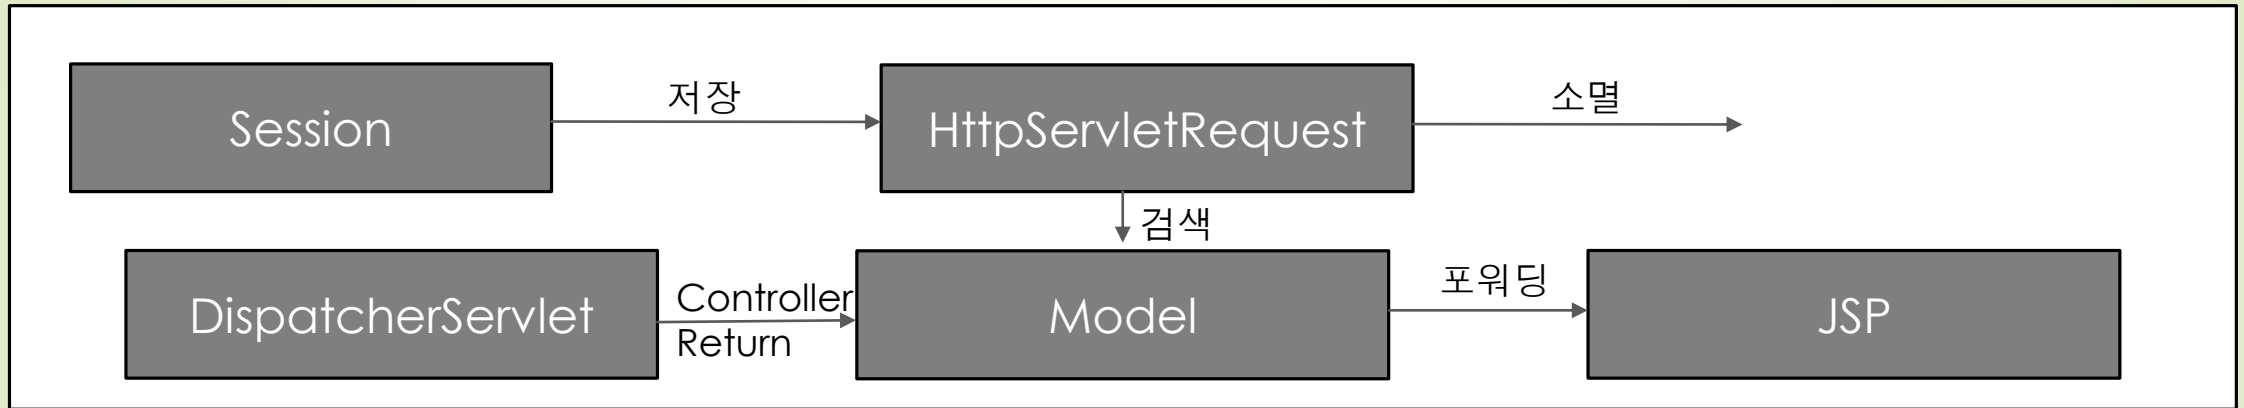 Session
저장
HttpServletRequest
소멸
검색
DispatcherServlet
Controller
Return
Model
포워딩
JSP